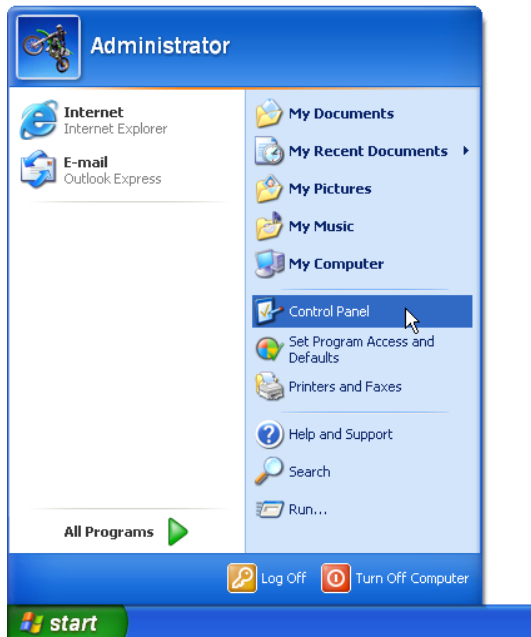 Administrator
Internet
Internet Explorer
E-mail
Outlook Express
All Programs
My Documents
My Recent Documents
My Pictures
My Music
My Computer
Control Panel
Set Program Access and
Defaults
Printers and Faxes
Help and Support
Search
Run...
Log Off
Turn Off Computer
start